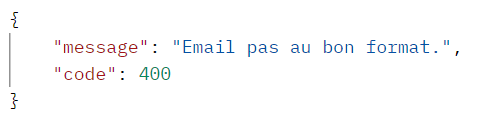 {
"message": "Email pas au bon format.",
"code": 400
}